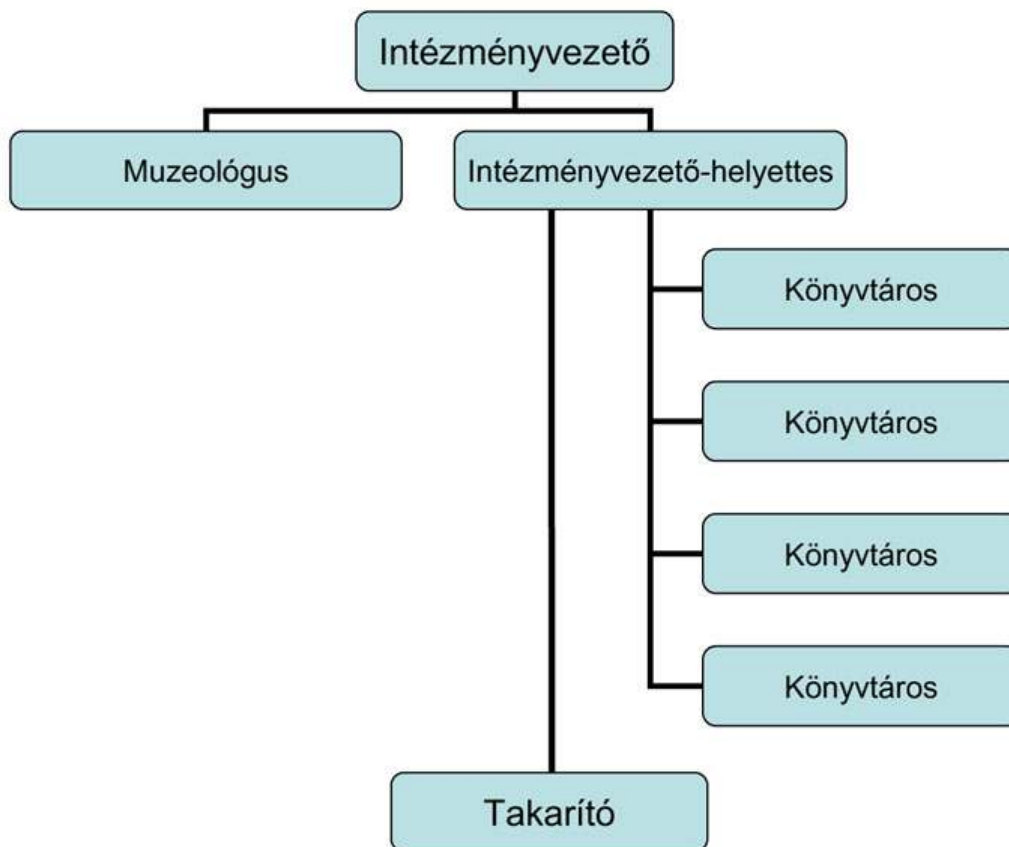 Intézményvezető
Muzeológus
Intézményvezető-helyettes
Könyvtáros
Könyvtáros
Könyvtáros
Könyvtáros
Takarító